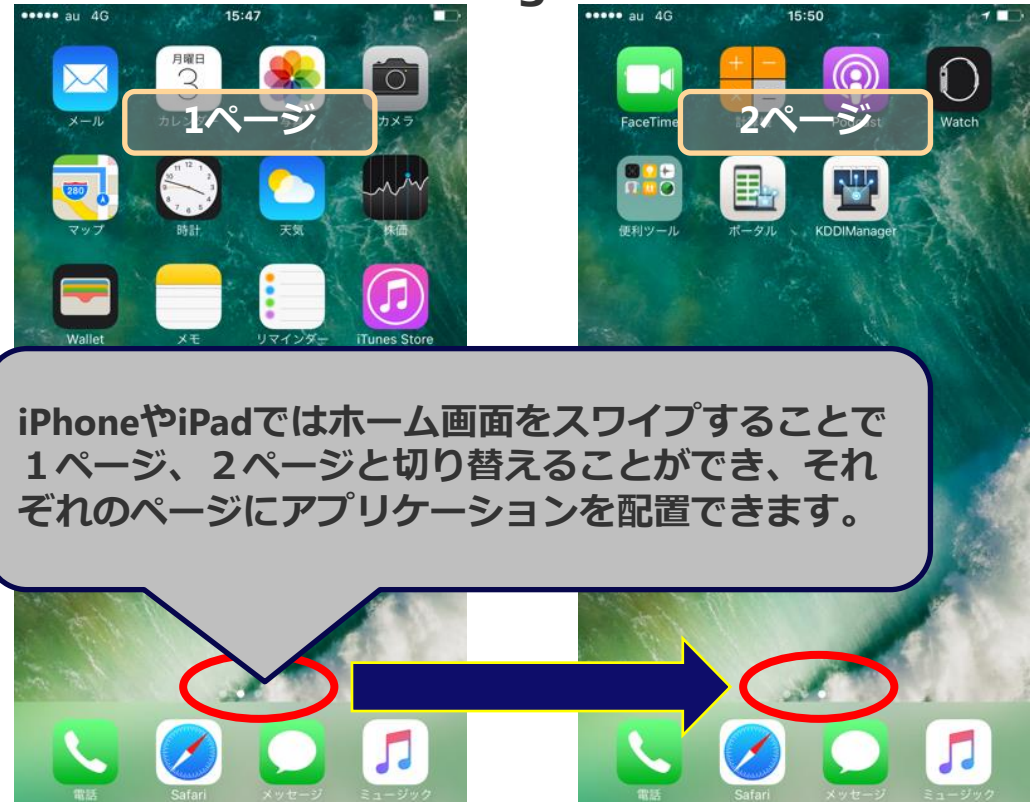 au 4G 15:47
au 4G 15:50
月曜日
3
1ページ
2ページ
メール
カメラ
FaceTime
Watch
280
マップ
時計
天気
株価
便利ツール
ポータル
KDDIManager
Wallet
メモ
リマインダー
iTunes Store
iPhoneやiPadではホーム画面をスワイプすることで
１ページ、２ページと切り替えることができ、それ
ぞれのページにアプリケーションを配置できます。
電話
Safari
メッセージ
ミュージック
電話
Safari
メッセージ
ミュージック